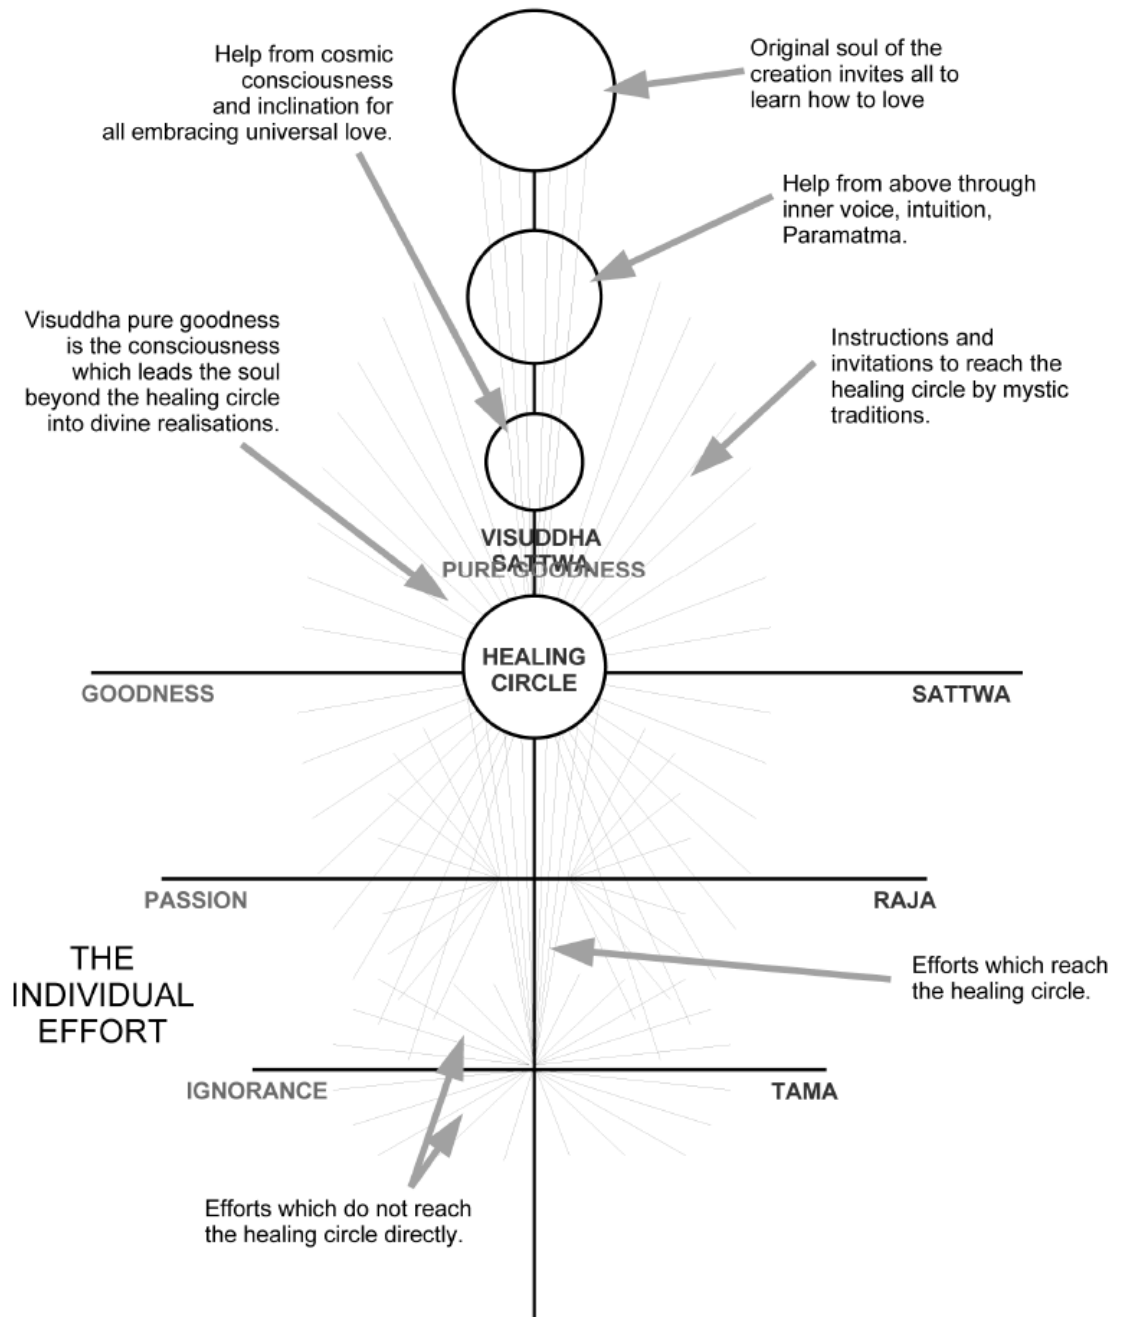 Help from cosmic
consciousness
and inclination for
all embracing universal love.
Original soul of the
creation invites all to
learn how to love
Help from above through
inner voice, intuition,
Paramatma.
Visuddha pure goodness
is the consciousness
which leads the soul
beyond the healing circle
into divine realisations.
Instructions and
invitations to reach the
healing circle by mystic
traditions.
VISUDDHA
SATTWA
PURE GOODNESS
HEALING
CIRCLE
GOODNESS
SATTWA
PASSION
RAJA
THE
INDIVIDUAL
EFFORT
Efforts which reach
the healing circle.
IGNORANCE
TAMA
Efforts which do not reach
the healing circle directly.